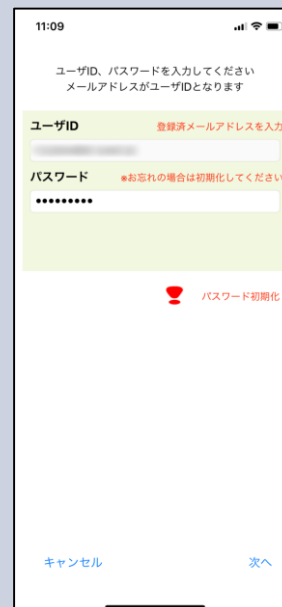 11:09
ユーザID、パスワードを入力してください
メールアドレスがユーザIDとなります
ユーザID 登録済メールアドレスを入力
パスワード *お忘れの場合は初期化してください
•••••••••
パスワード初期化
キャンセル 次へ